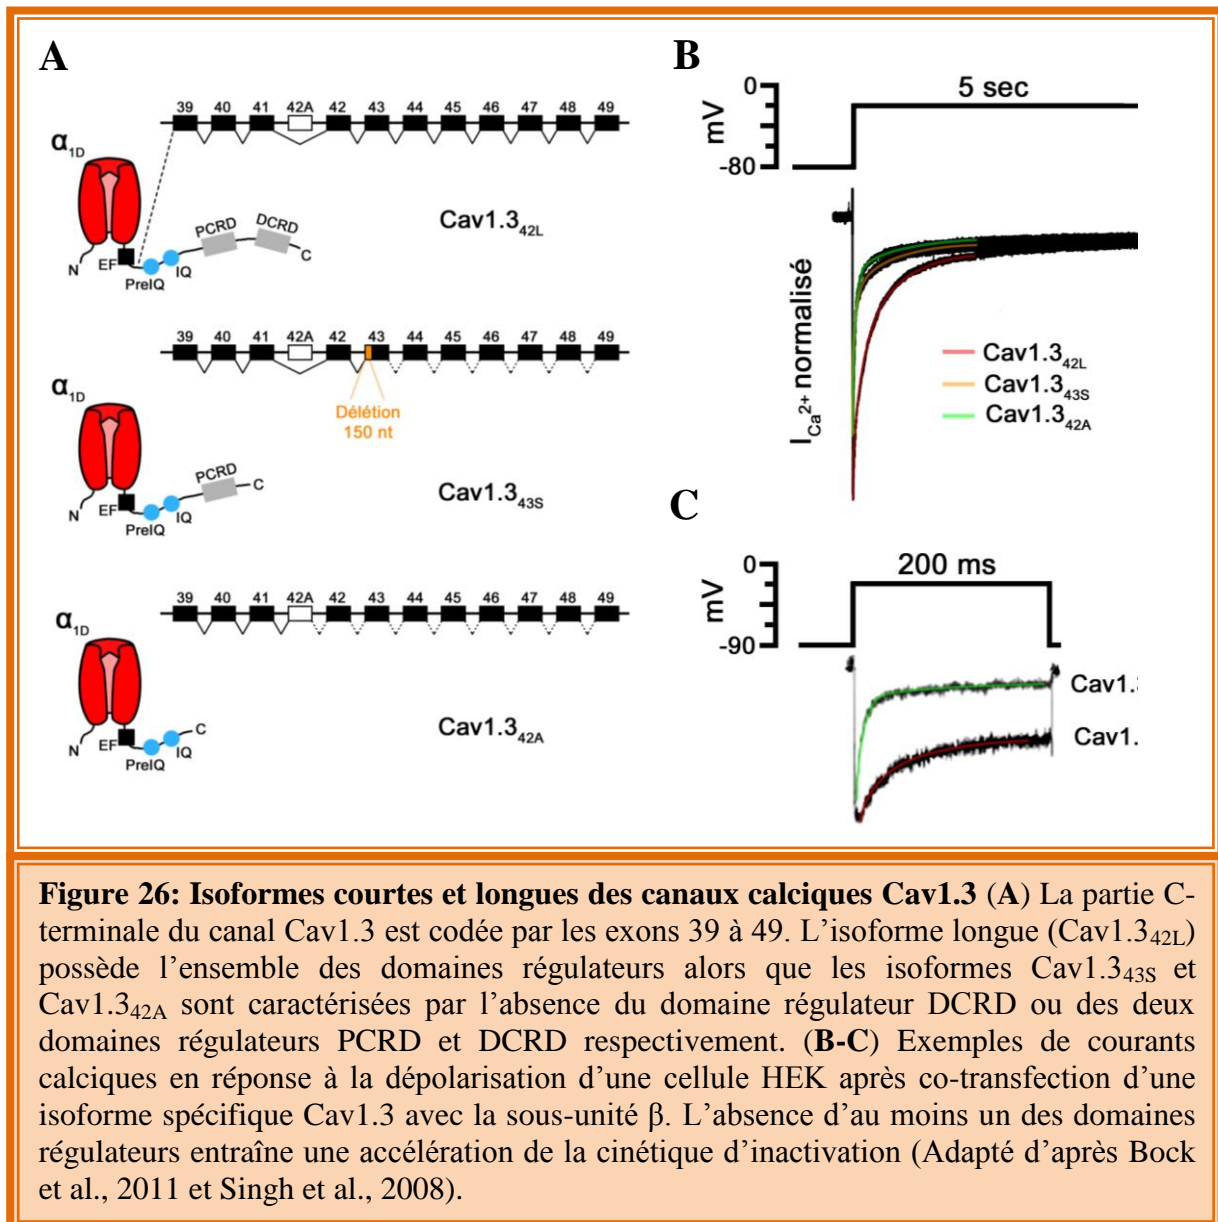 A
39 40 41 42A 42 43 44 45 46 47 48 49
α1D
N
EF
PreIQ
IQ
PCRD
DCRD
C
Cav1.342L
39 40 41 42A 42 43 44 45 46 47 48 49
α1D
Délétion
150 nt
N
EF
PreIQ
IQ
PCRD
C
Cav1.343S
39 40 41 42A 42 43 44 45 46 47 48 49
α1D
N
EF
PreIQ
IQ
C
Cav1.342A
B
0
mV
-80
5 sec
ICa2+ normalisé
Cav1.342L
Cav1.343S
Cav1.342A
C
0
mV
-90
200 ms
Cav1.
Cav1.
Figure 26: Isoformes courtes et longues des canaux calciques Cav1.3 (A) La partie C-
terminale du canal Cav1.3 est codée par les exons 39 à 49. L’isoforme longue (Cav1.342L)
possède l’ensemble des domaines régulateurs alors que les isoformes Cav1.343S et
Cav1.342A sont caractérisées par l’absence du domaine régulateur DCRD ou des deux
domaines régulateurs PCRD et DCRD respectivement. (B-C) Exemples de courants
calciques en réponse à la dépolarisation d’une cellule HEK après co-transfection d’une
isoforme spécifique Cav1.3 avec la sous-unité β. L’absence d’au moins un des domaines
régulateurs entraîne une accélération de la cinétique d’inactivation (Adapté d’après Bock
et al., 2011 et Singh et al., 2008).